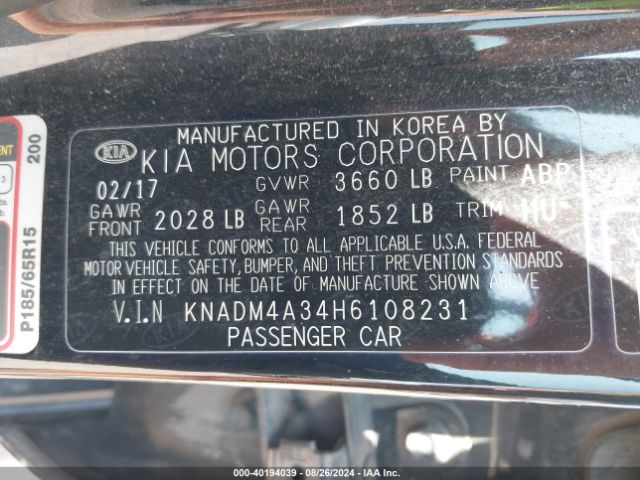 MANUFACTURED IN KOREA BY
KIA KIA MOTORS CORPORATION
02/17 GVWR 3660 LB PAINT ABP
GAWR FRONT 2028 LB GAWR REAR 1852 LB TRIM
THIS VEHICLE CONFORMS TO ALL APPLICABLE U.S.A. FEDERAL
MOTOR VEHICLE SAFETY, BUMPER, AND THEFT PREVENTION STANDARDS
IN EFFECT ON THE DATE OF MANUFACTURE SHOWN ABOVE
V.I.N KNADM4A34H6108231
PASSENGER CAR
200
P185/65R15
000-40194039 - 08/26/2024 - IAA Inc.